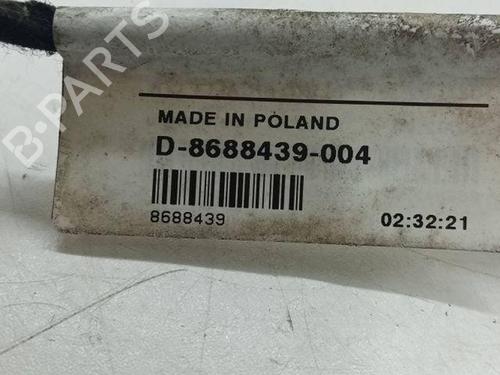 B-PARTS
MADE IN POLAND
D-8688439-004
8688439
02:32:21